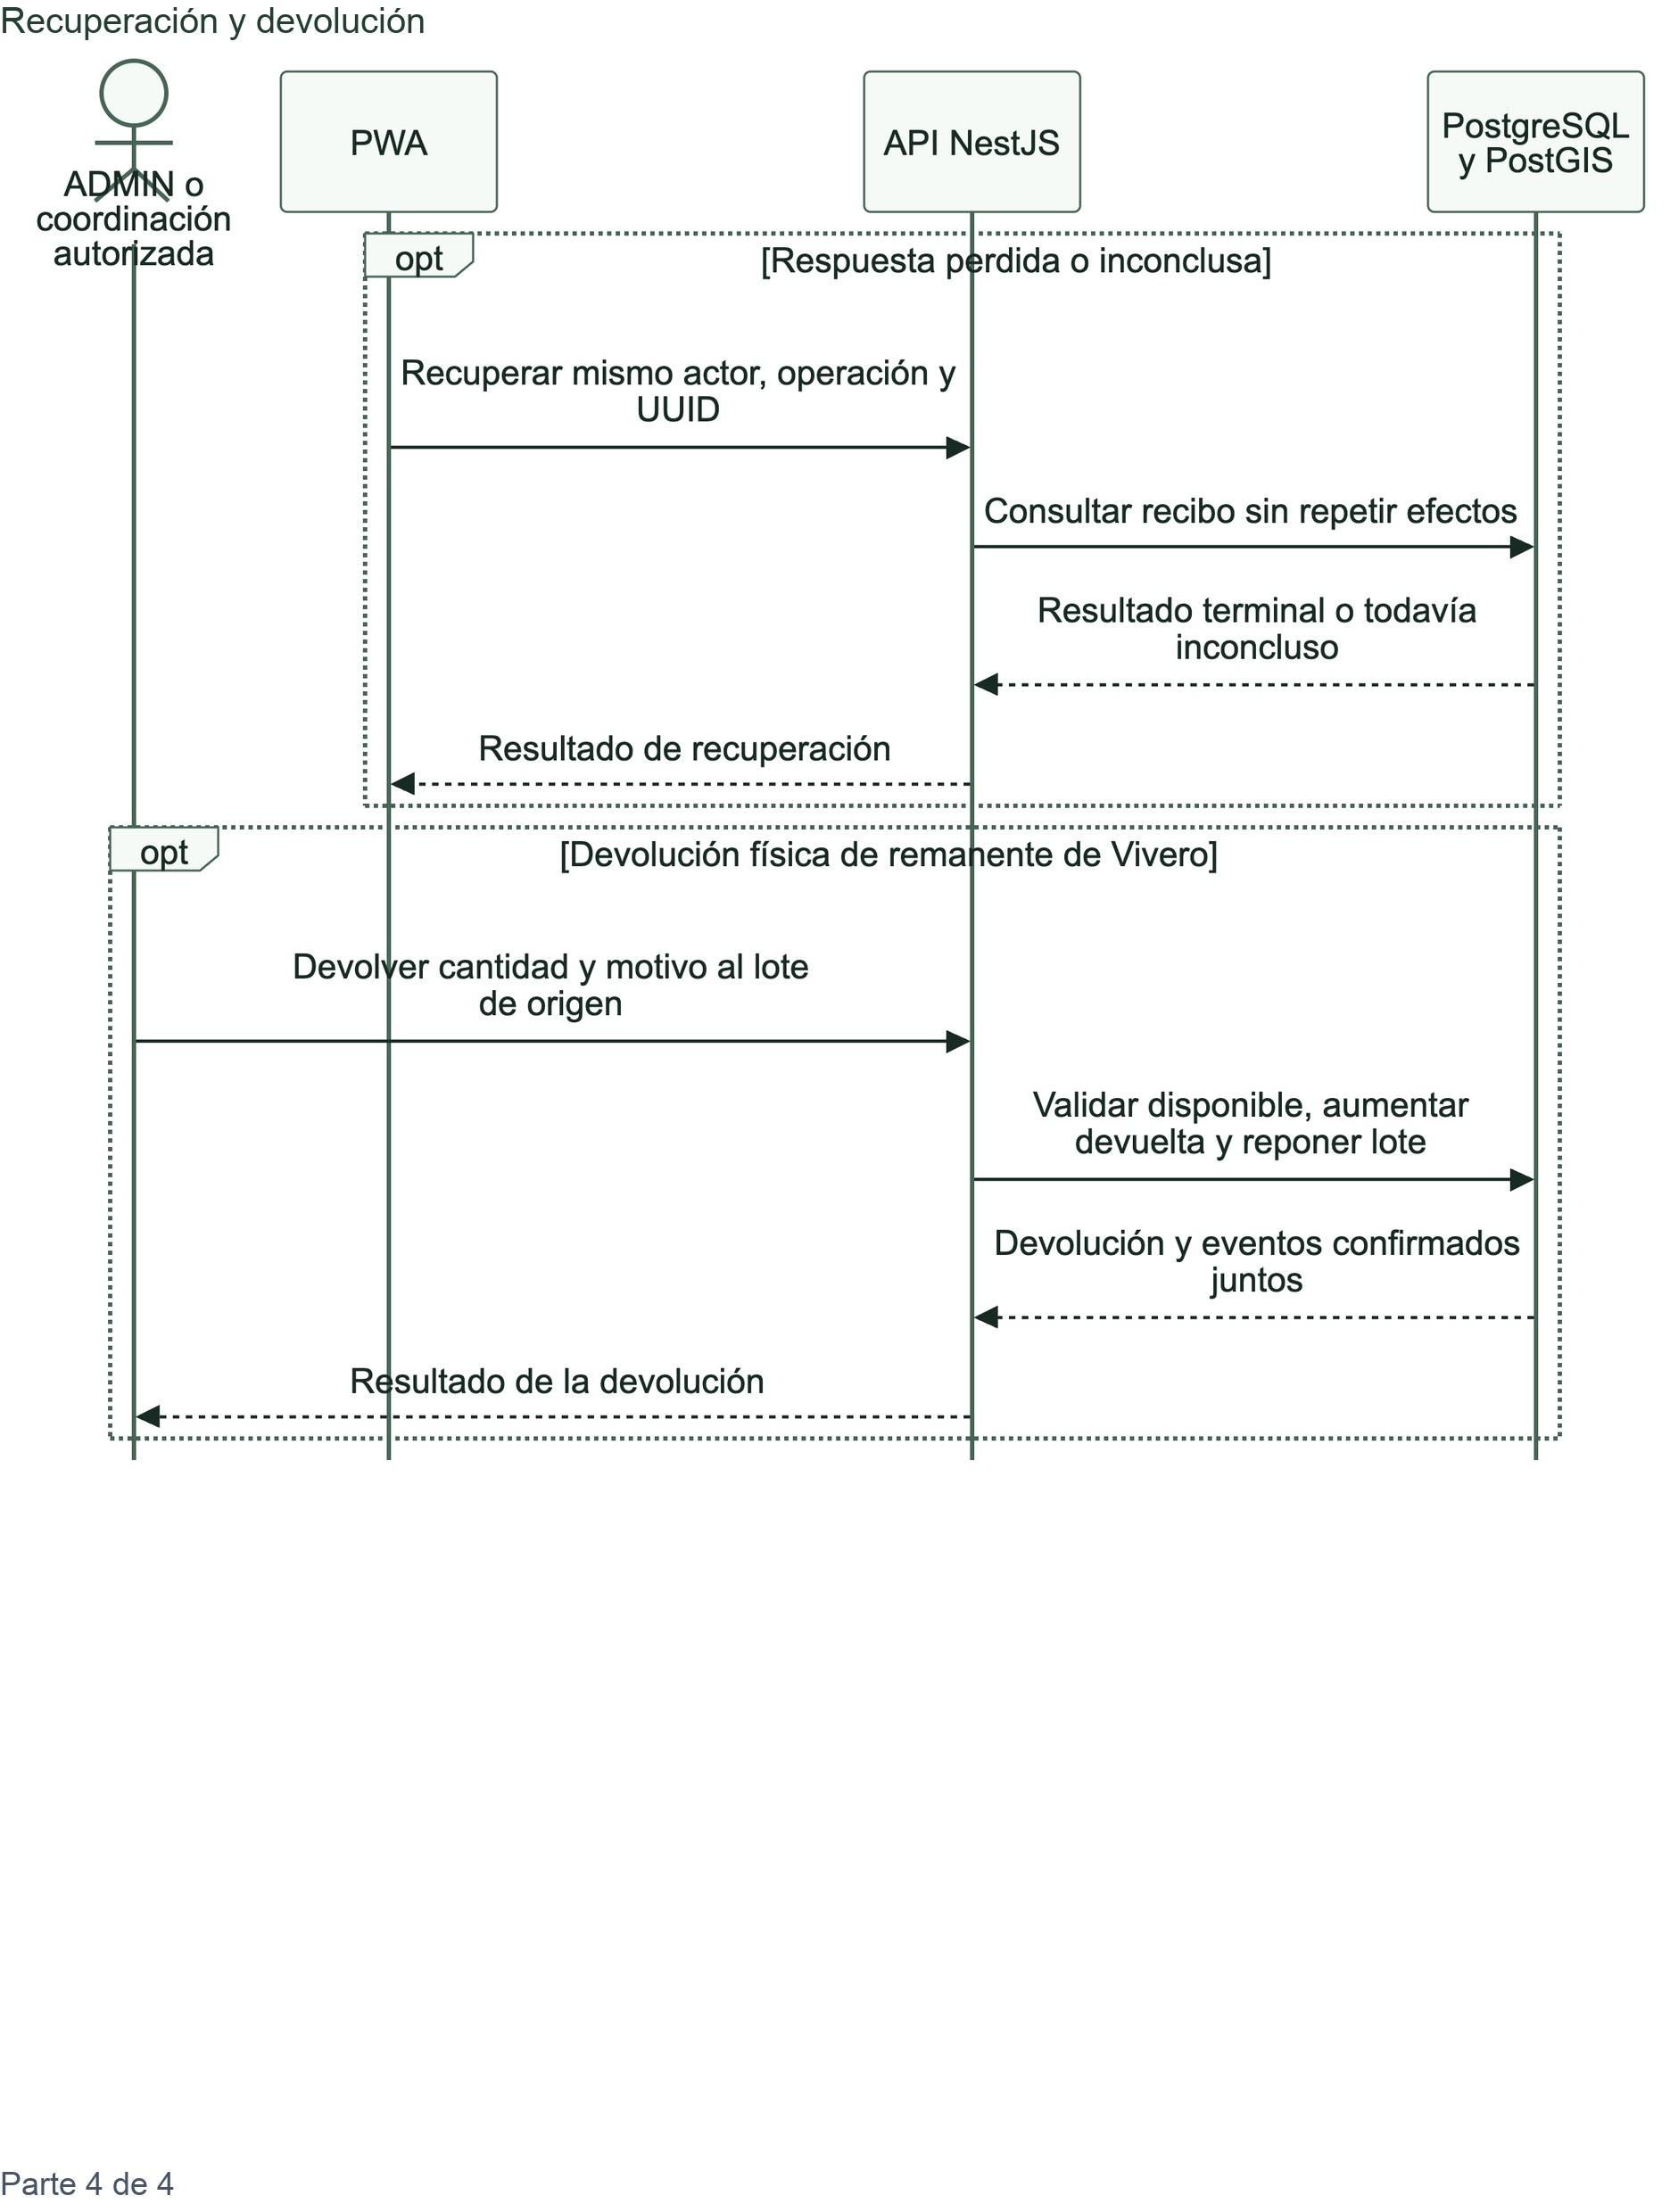 Recuperación y devolución
ADMIN o
coordinación
autorizada
PWA
API NestJS
PostgreSQL
y PostGIS
opt
[Respuesta perdida o inconclusa]
Recuperar mismo actor, operación y
UUID
Consultar recibo sin repetir efectos
Resultado terminal o todavía
inconcluso
Resultado de recuperación
opt
[Devolución física de remanente de Vivero]
Devolver cantidad y motivo al lote
de origen
Validar disponible, aumentar
devuelta y reponer lote
Devolución y eventos confirmados
juntos
Resultado de la devolución
Parte 4 de 4